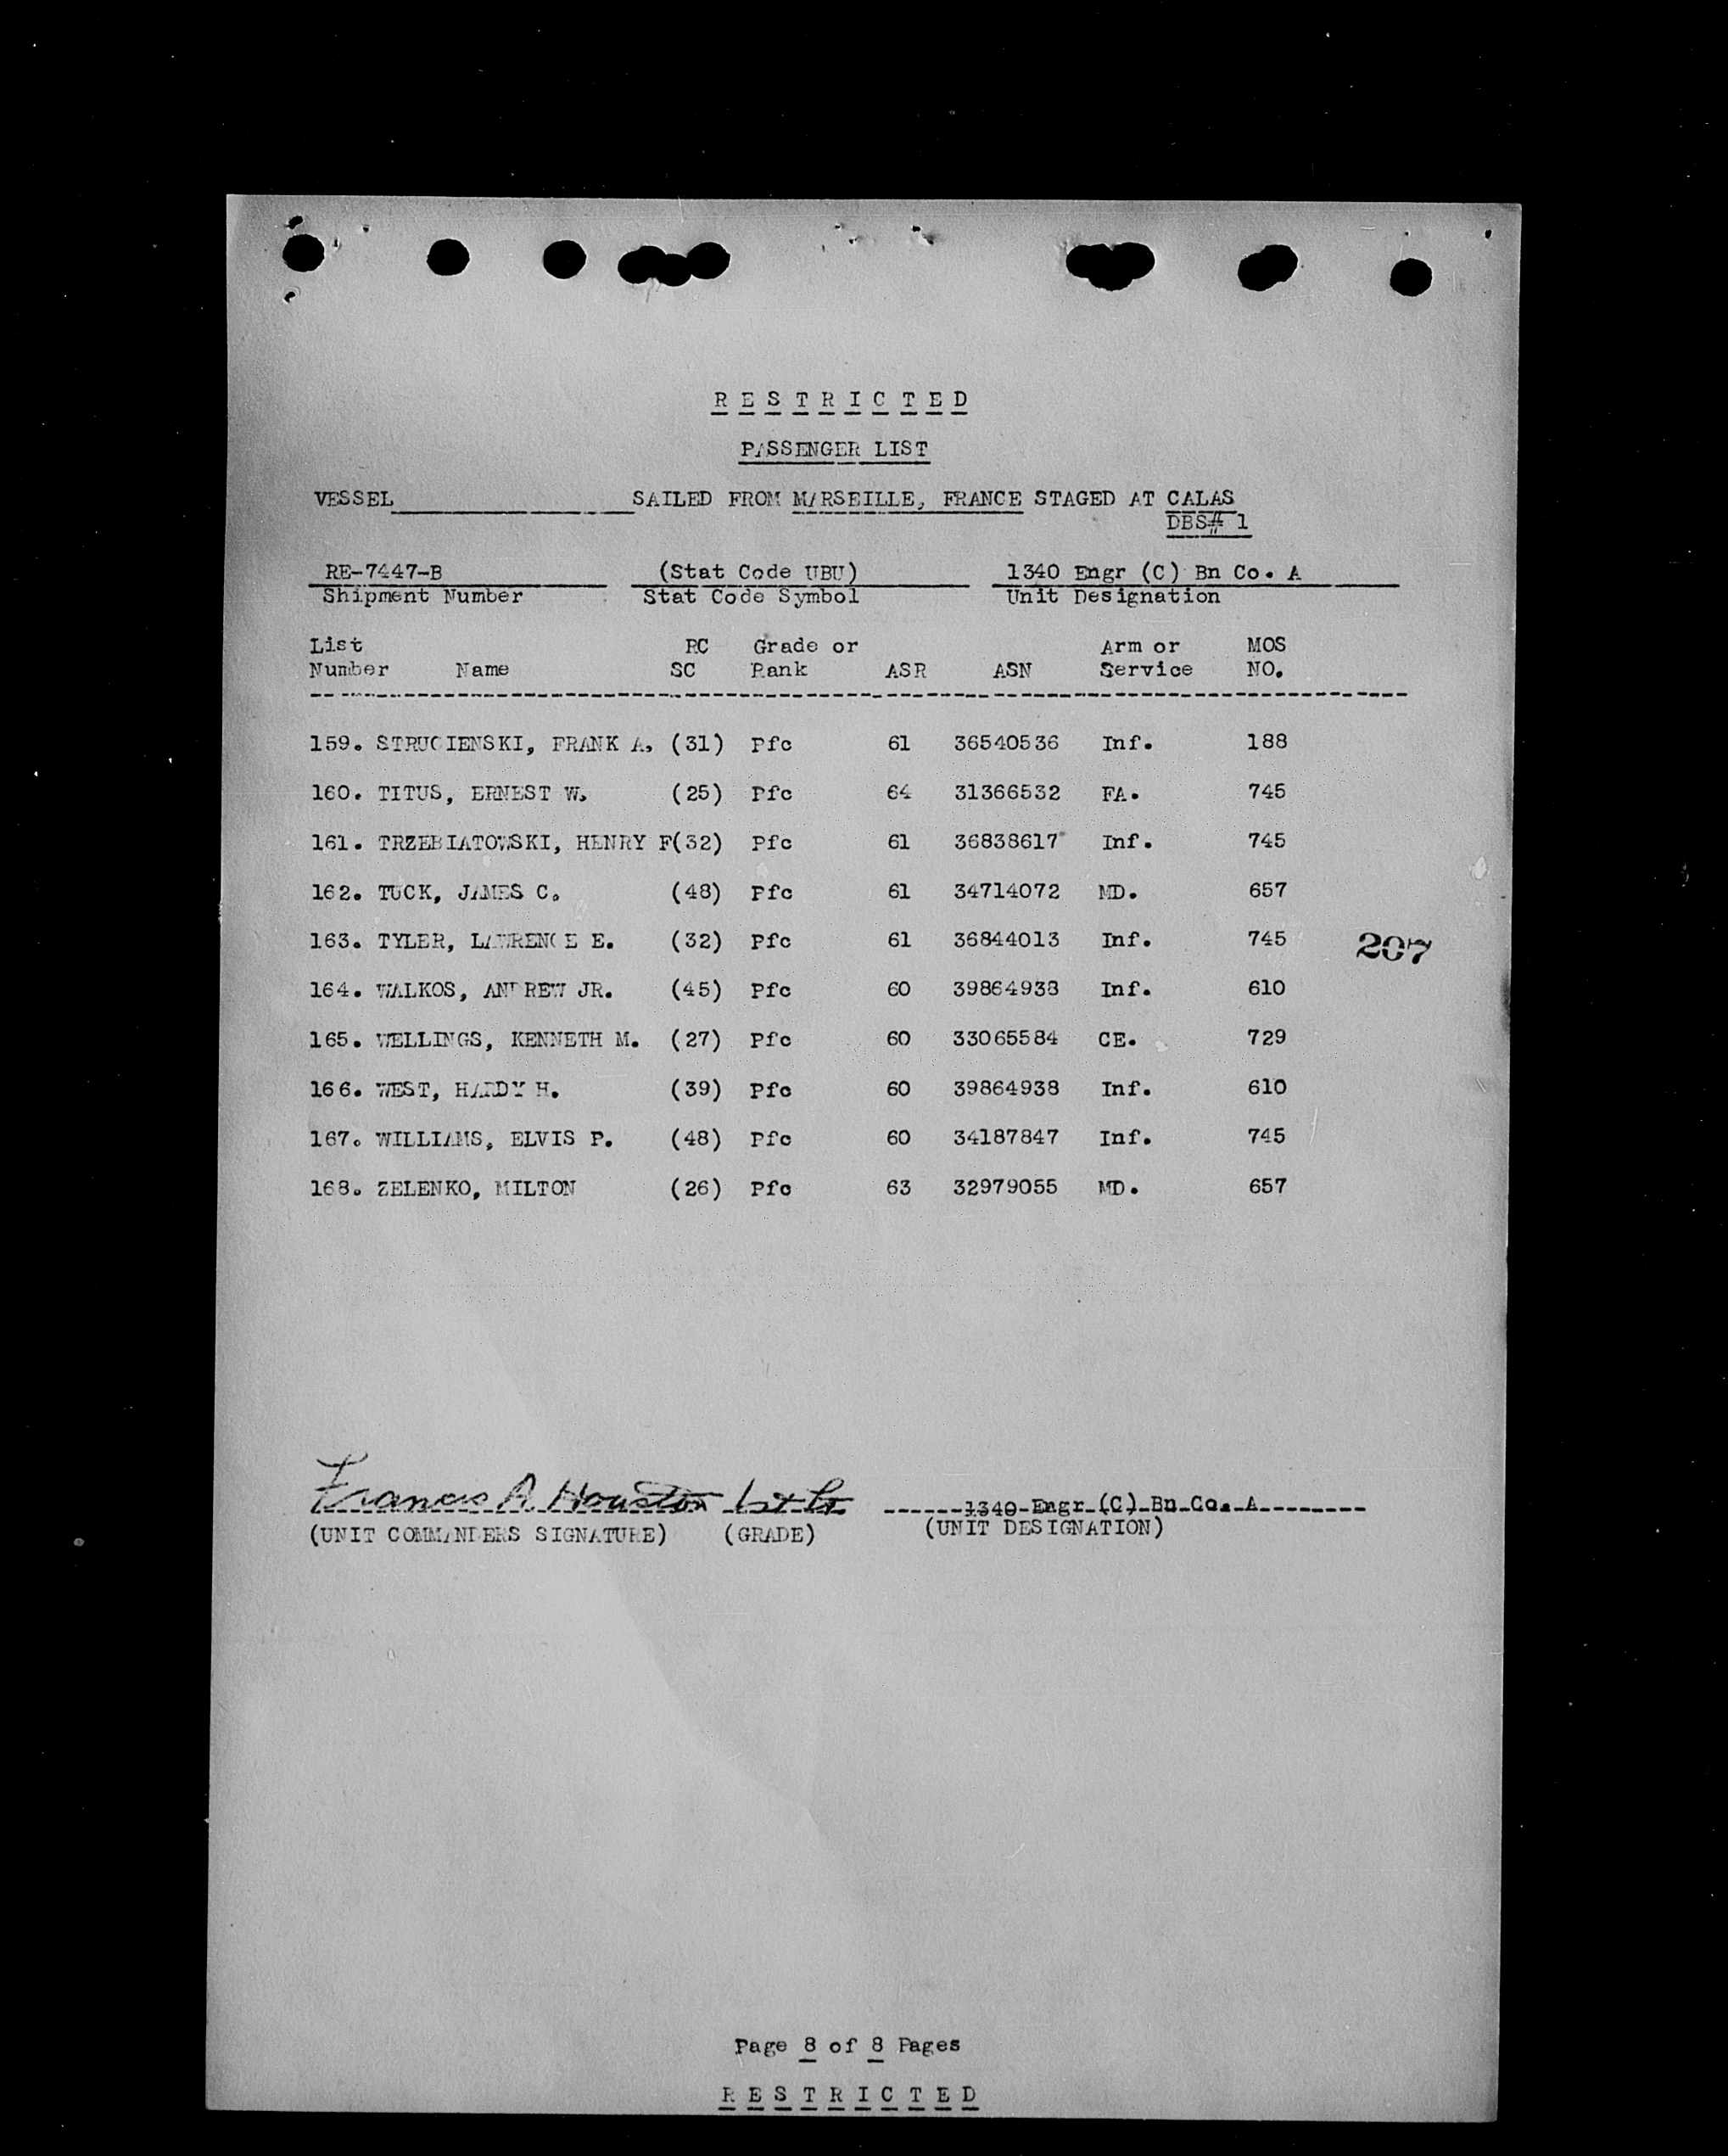 RESTRICTED
PASSENGER LIST
VESSEL SAILED FROM MARSEILLE, FRANCE STAGED AT CALAS
DBS# 1
RE-7447-B (Stat Code UBU) 1340 Engr (C) Bn Co. A
Shipment Number Stat Code Symbol Unit Designation
List RC Grade or Arm or MOS
Number Name SC Rank ASR ASN Service NO.
159. STRUCIENSKI, FRANK A. (31) Pfc 61 36540536 Inf. 188
160. TITUS, ERNEST W. (25) Pfc 64 31366532 FA. 745
161. TRZEBIATOWSKI, HENRY F(32) Pfc 61 36838617 Inf. 745
162. TUCK, JAMES C. (48) Pfc 61 34714072 MD. 657
163. TYLER, LAWRENCE E. (32) Pfc 61 36844013 Inf. 745
207
164. WALKOS, ANDREW JR. (45) Pfc 60 39864938 Inf. 610
165. WELLINGS, KENNETH M. (27) Pfc 60 33065584 CE. 729
166. WEST, HARDY H. (39) Pfc 60 39864938 Inf. 610
167. WILLIAMS, ELVIS P. (48) Pfc 60 34187847 Inf. 745
168. ZELENKO, MILTON (26) Pfc 63 32979055 MD. 657
Francis A Houston 1st Lt. 1340 Engr (C) Bn Co. A
(UNIT COMMANDERS SIGNATURE) (GRADE) (UNIT DESIGNATION)
Page 8 of 8 Pages
RESTRICTED